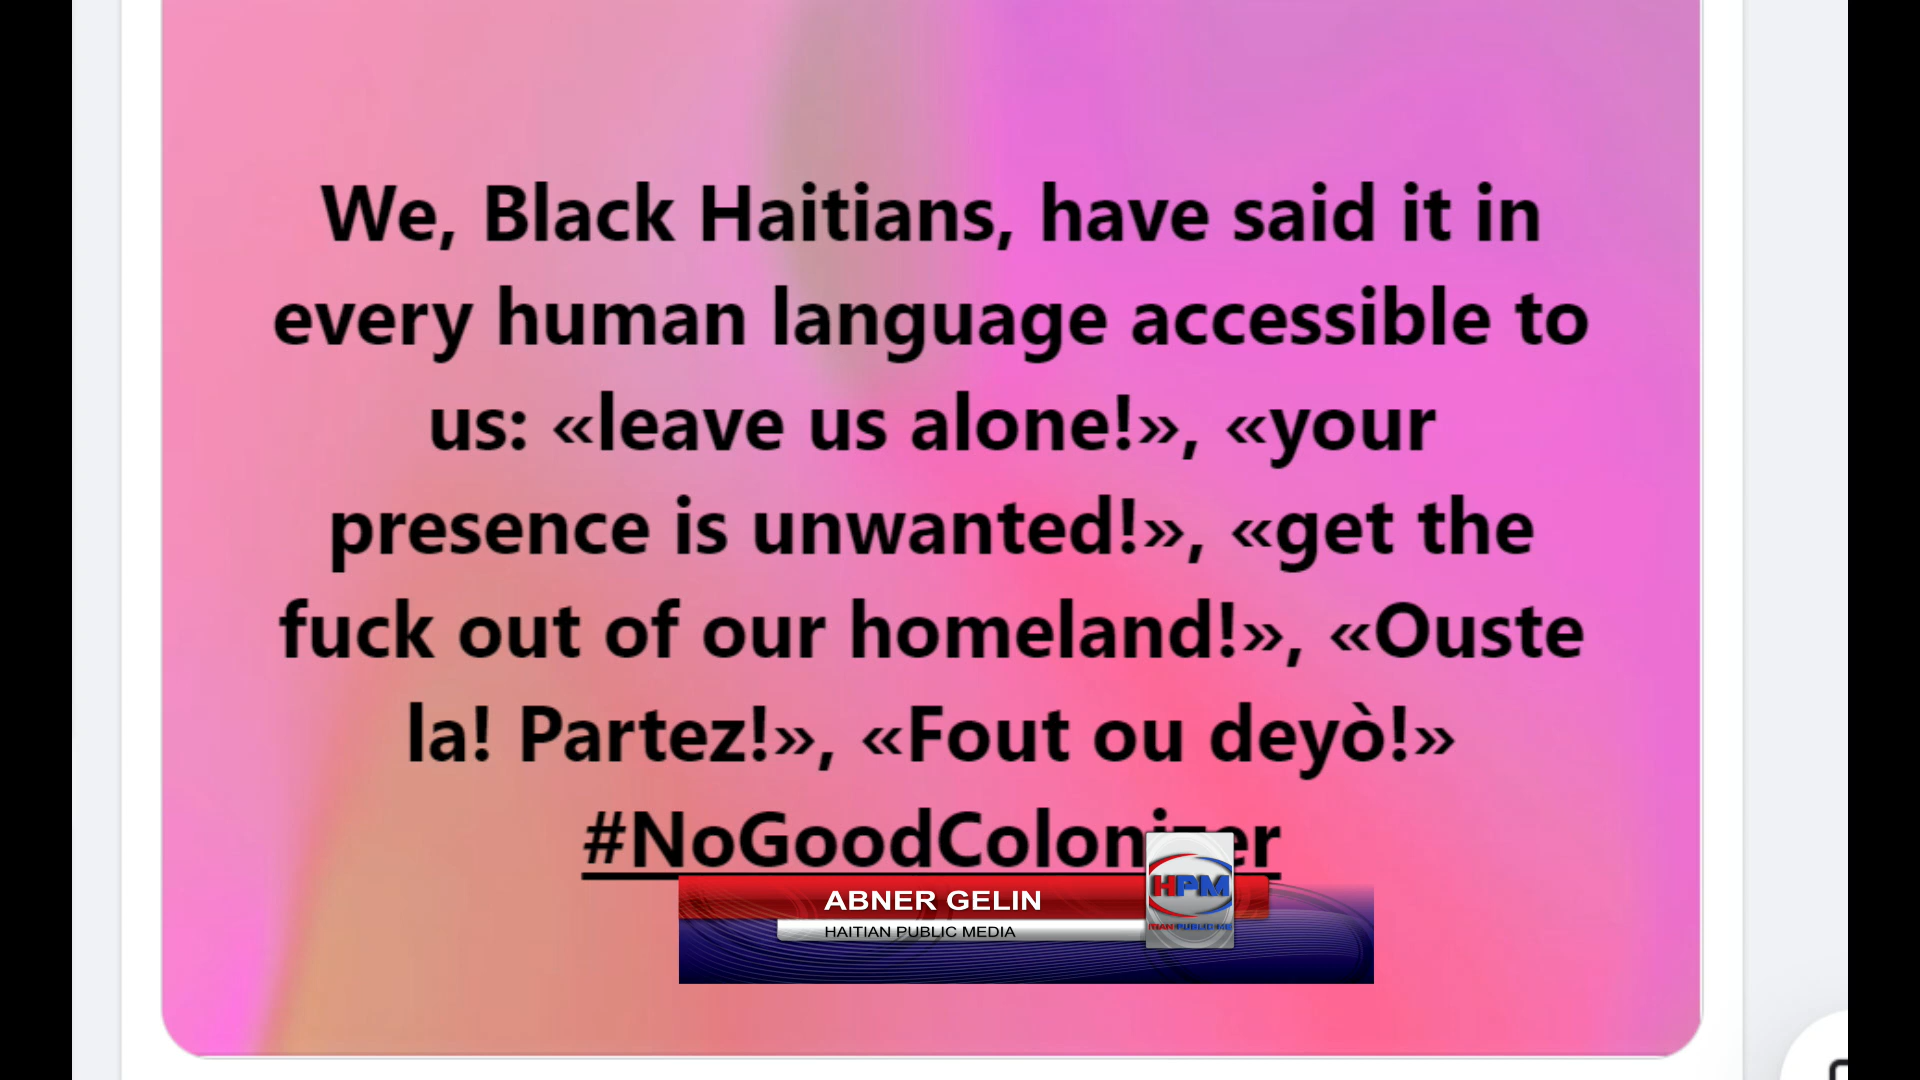 We, Black Haitians, have said it in
every human language accessible to
us: «leave us alone!», «your
presence is unwanted!», «get the
fuck out of our homeland!», «Ouste
la! Partez!», «Fout ou deyò!»
#NoGoodColonizer
ABNER GELIN
HPM
HAITIAN PUBLIC MEDIA